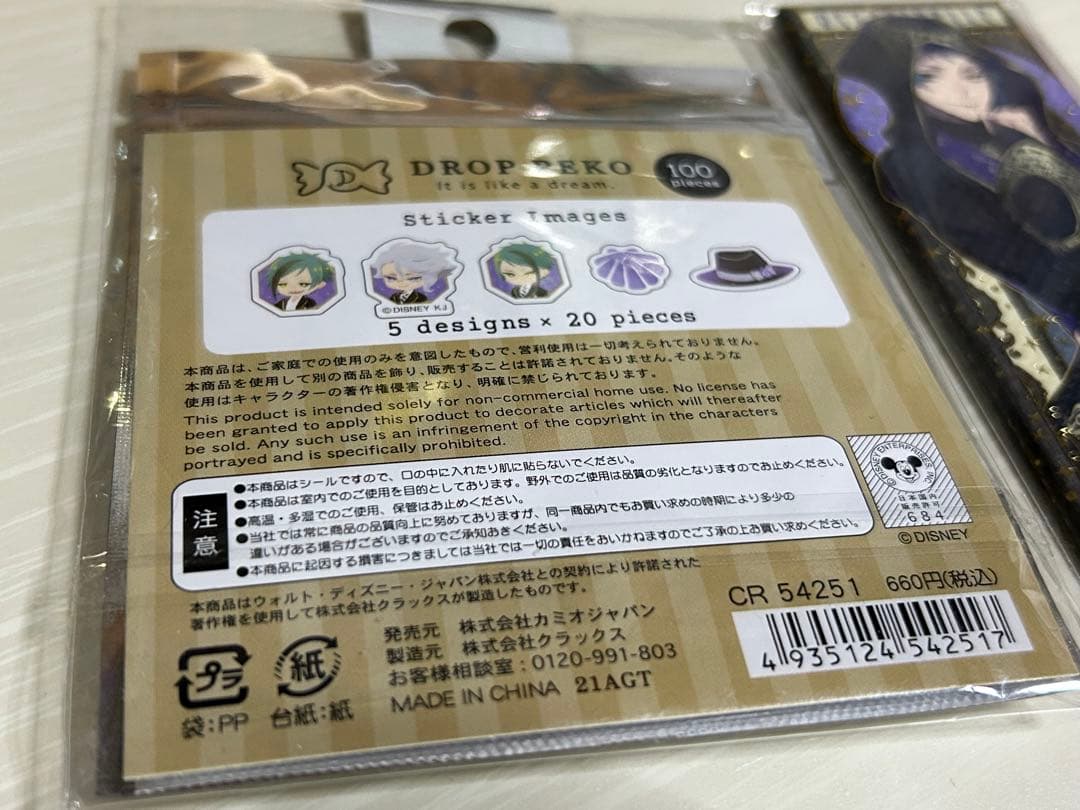 DROP PEKO
It is like a dream.
100
pieces
Sticker Images
©DISNEY KJ
5 designs × 20 pieces
本商品は、ご家庭での使用のみを意図したもので、営利使用は一切考えられておりません。
本商品を使用して別の商品を飾り、販売することは許諾されておりません。そのような
使用はキャラクターの著作権侵害となり、明確に禁じられております。
This product is intended solely for non-commercial home use. No license has
been granted to apply this product to decorate articles which will thereafter
be sold. Any such use is an infringement of the copyright in the characters
portrayed and is specifically prohibited.
注意
●本商品はシールですので、口の中に入れたり肌に貼らないでください。
●本商品は室内でのご使用を目的としております。野外でのご使用は品質の劣化となりますのでお止めください。
●高温・多湿でのご使用、保管はお止めください。
●当社では常に商品の品質向上に努めておりますが、同一商品内でもお買い求めの時期により多少の
違いがある場合がございますのでご承知おきください。
●本商品に起因する損害につきましては当社では一切の責任をおいかねますのでご了承の上お買い求めください。
©DISNEY ENTERPRISES, INC.
日本国内
販売許可
684
©DISNEY
本商品はウォルト・ディズニー・ジャパン株式会社との契約により許諾された
著作権を使用して株式会社クラックスが製造したものです。
CR 54251 660円(税込)
4 935124 542517
プラ
袋:PP
紙
台紙:紙
発売元 株式会社カミオジャパン
製造元 株式会社クラックス
お客様相談室:0120-991-803
MADE IN CHINA 21AGT